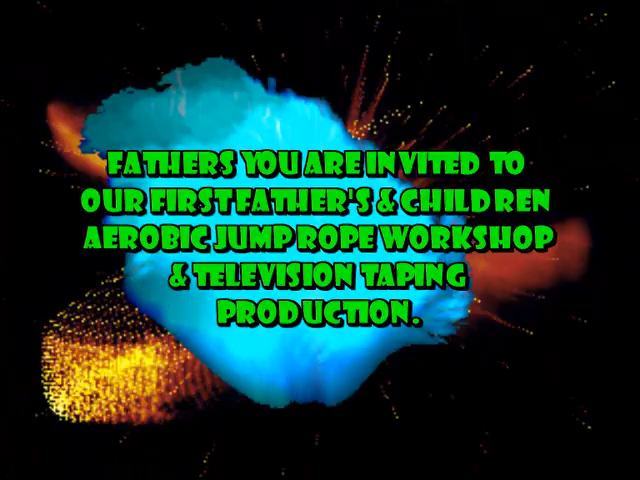 FATHERS YOU ARE INVITED TO
OUR FIRST FATHER'S & CHILDREN
AEROBIC JUMP ROPE WORKSHOP
& TELEVISION TAPING
PRODUCTION.